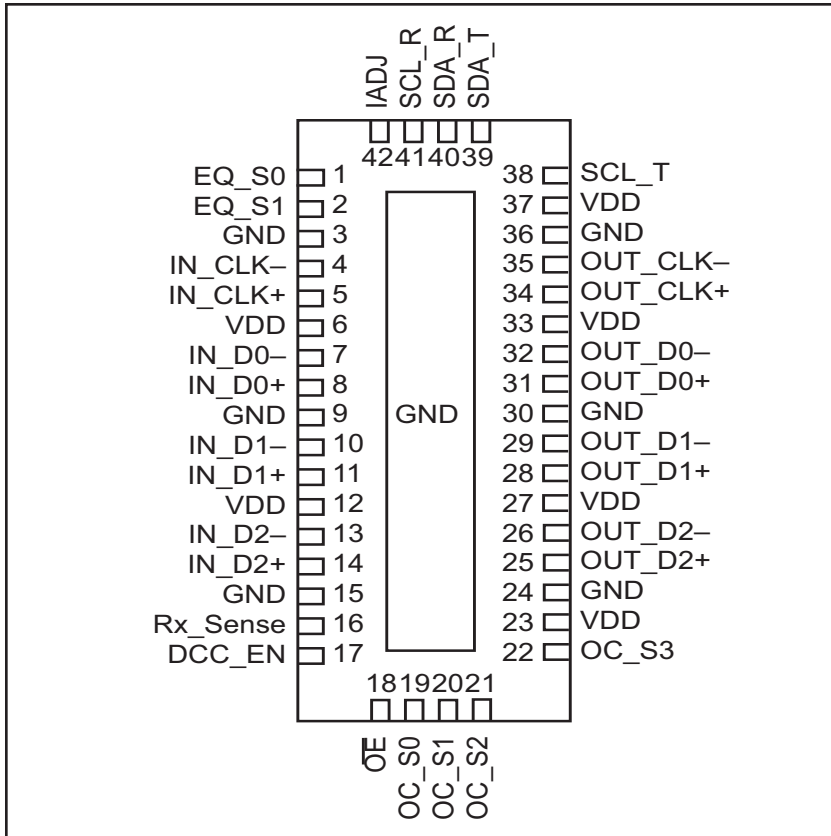 IADJ
SCL_R
SDA_R
SDA_T
42 41 40 39
EQ_S0 1
EQ_S1 2
GND 3
IN_CLK– 4
IN_CLK+ 5
VDD 6
IN_D0– 7
IN_D0+ 8
GND 9
IN_D1– 10
IN_D1+ 11
VDD 12
IN_D2– 13
IN_D2+ 14
GND 15
Rx_Sense 16
DCC_EN 17
GND
38 SCL_T
37 VDD
36 GND
35 OUT_CLK–
34 OUT_CLK+
33 VDD
32 OUT_D0–
31 OUT_D0+
30 GND
29 OUT_D1–
28 OUT_D1+
27 VDD
26 OUT_D2–
25 OUT_D2+
24 GND
23 VDD
22 OC_S3
18 19 20 21
O̅E̅
OC_S0
OC_S1
OC_S2